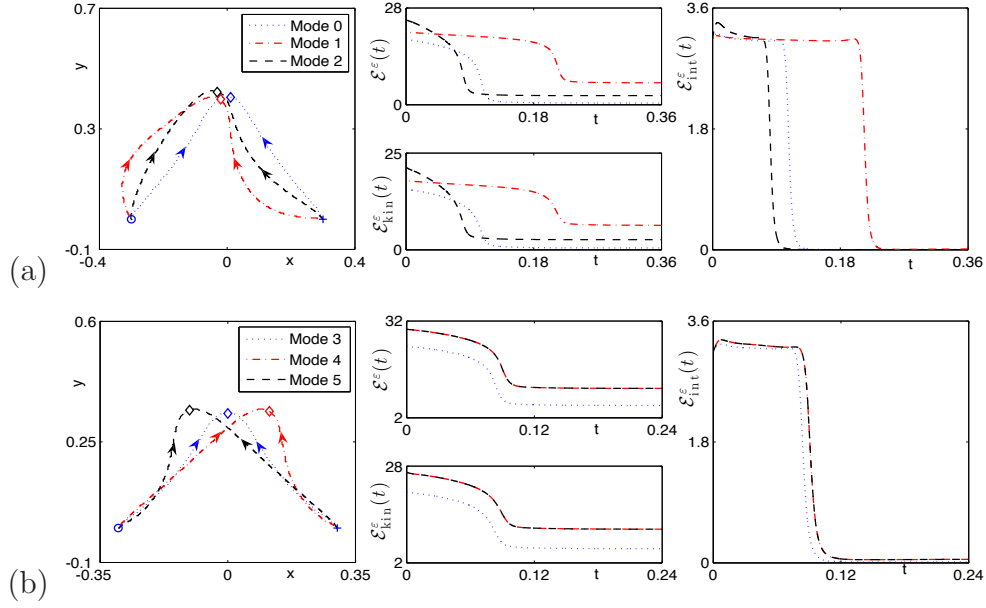 0.7
0.3
-0.1
-0.4
0
0.4
x
y
Mode 0
Mode 1
Mode 2
28
0
0.18
0.36
t
ℰ^ε(t)
25
0
0
0.18
0.36
t
ℰ^ε_kin(t)
3.6
1.8
0
0
0.18
0.36
t
ℰ^ε_int(t)
(a)
0.6
0.25
-0.1
-0.35
0
0.35
x
y
Mode 3
Mode 4
Mode 5
32
2
0
0.12
0.24
t
ℰ^ε(t)
28
2
0
0.12
0.24
t
ℰ^ε_kin(t)
3.6
1.8
0
0
0.12
0.24
t
ℰ^ε_int(t)
(b)